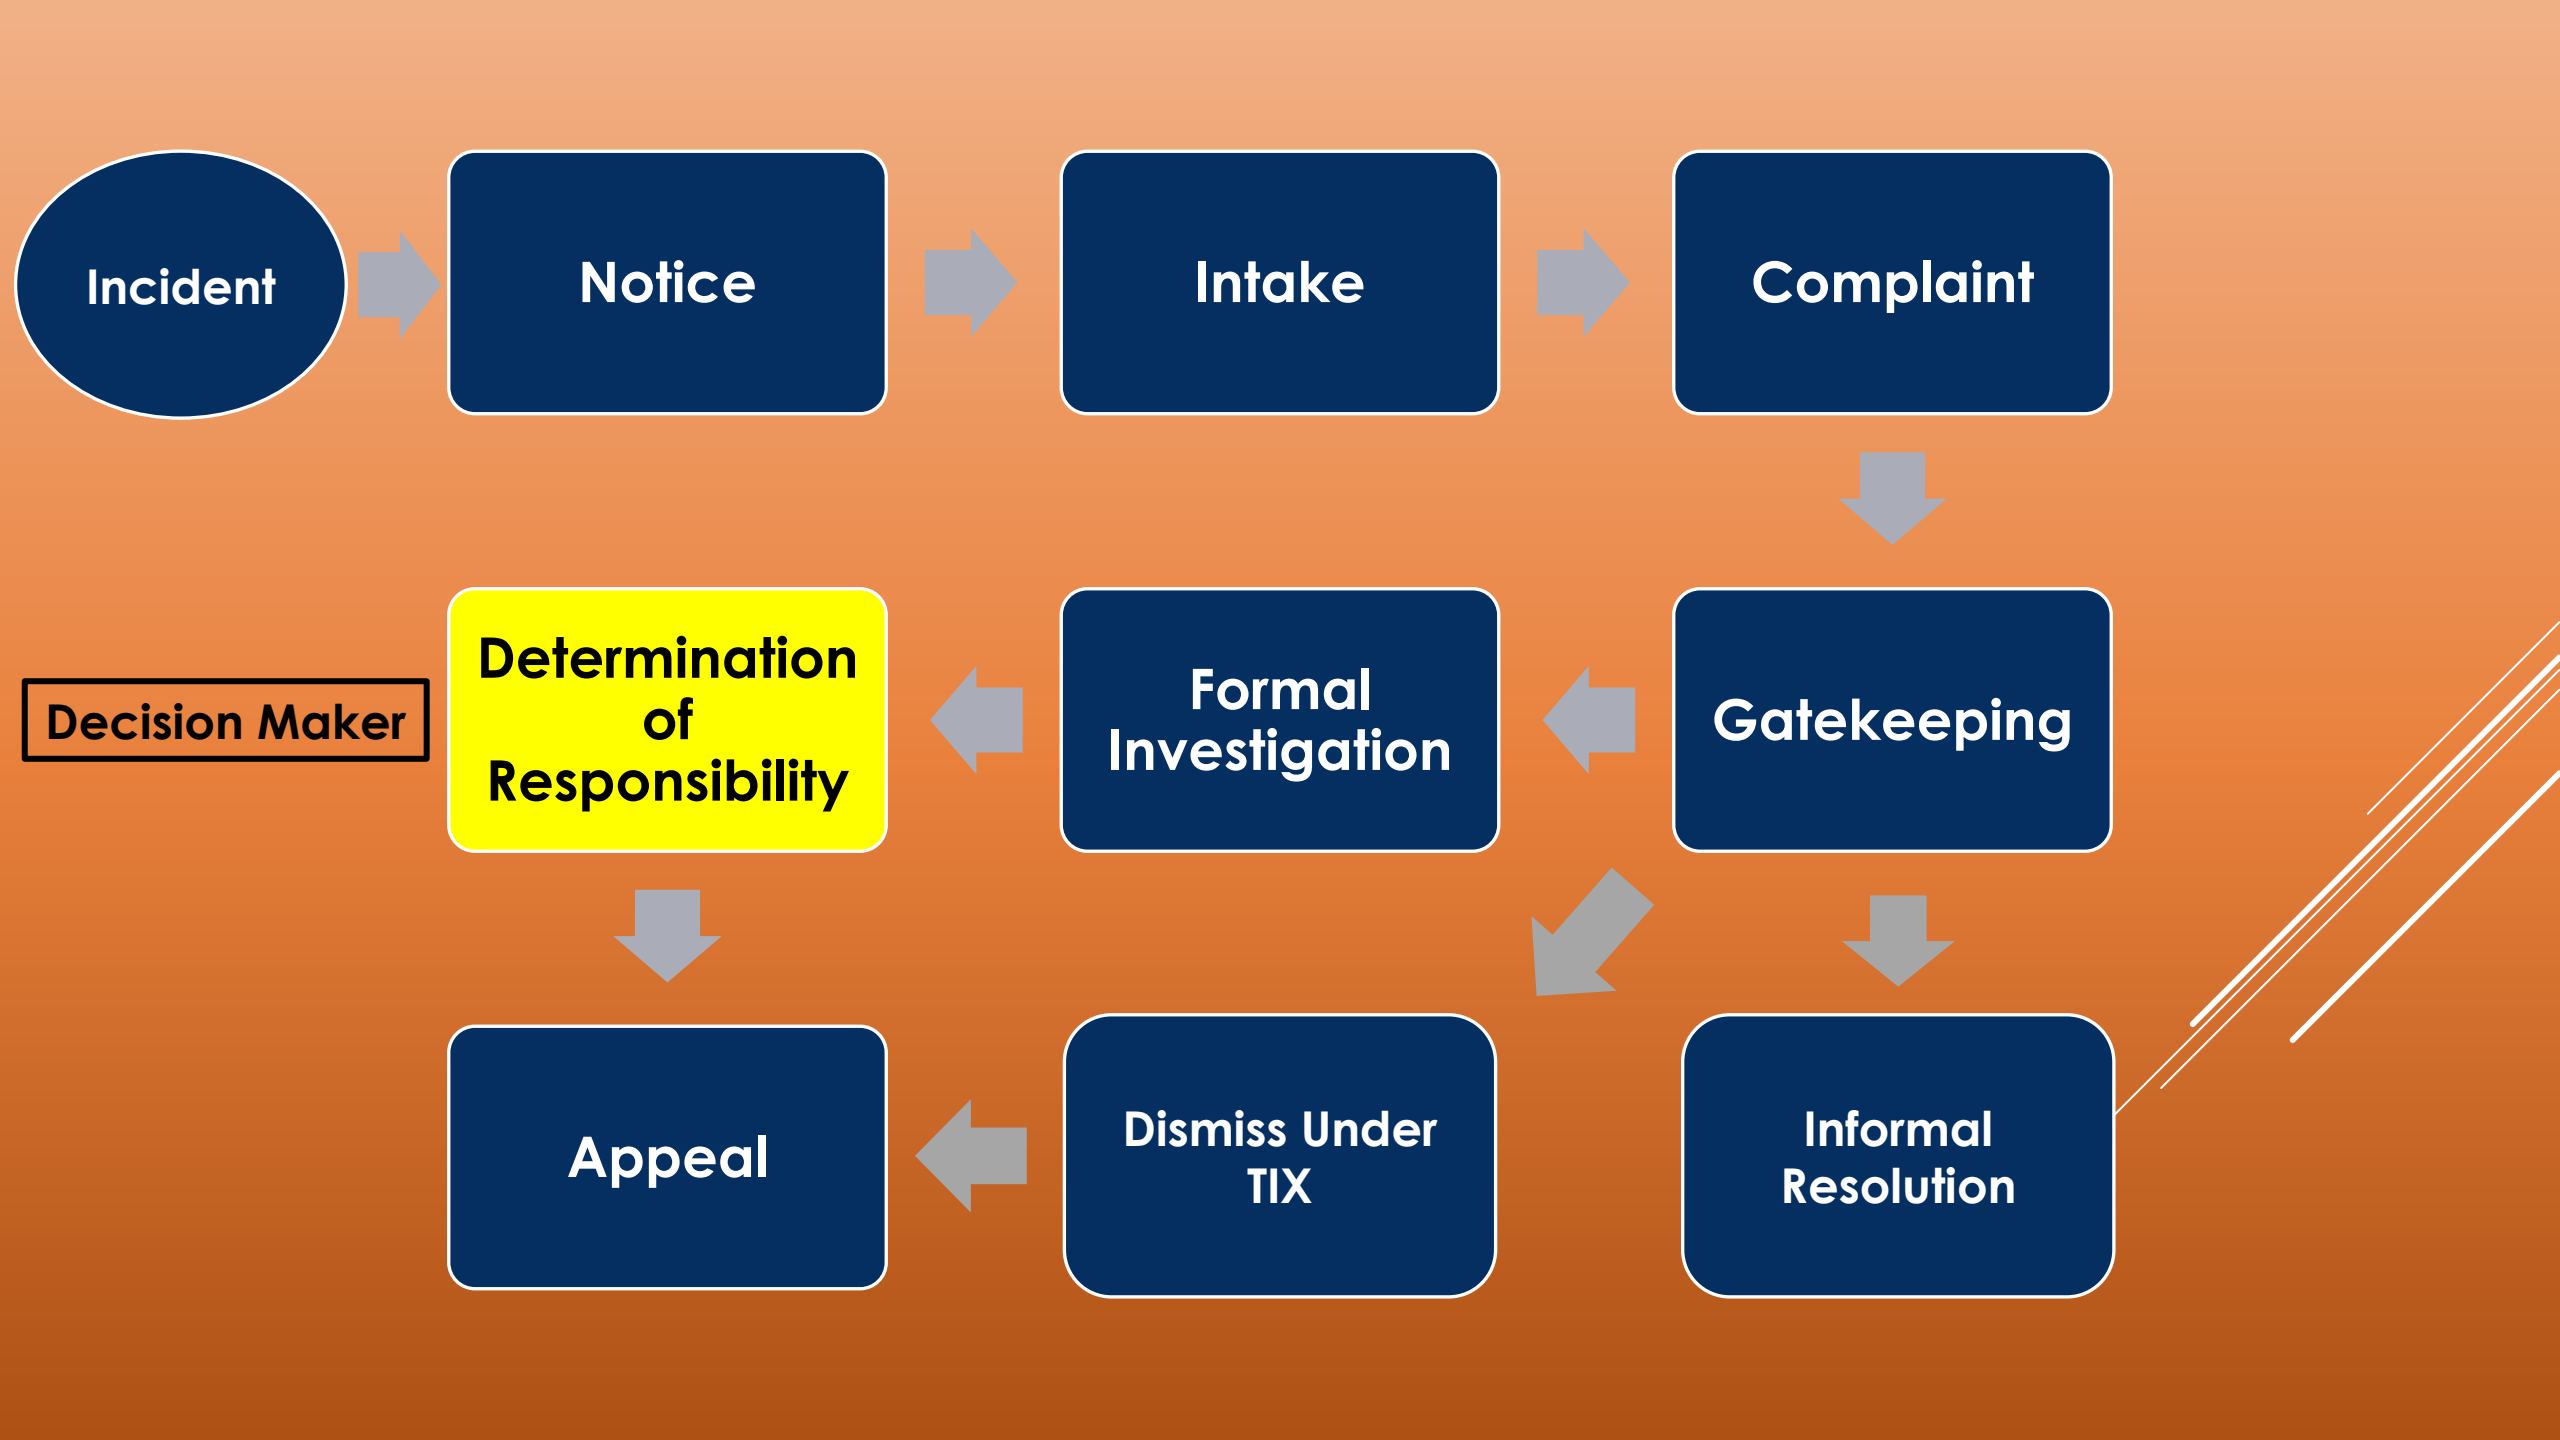 Incident
Notice
Intake
Complaint
Decision Maker
Determination
of
Responsibility
Formal
Investigation
Gatekeeping
Appeal
Dismiss Under
TIX
Informal
Resolution